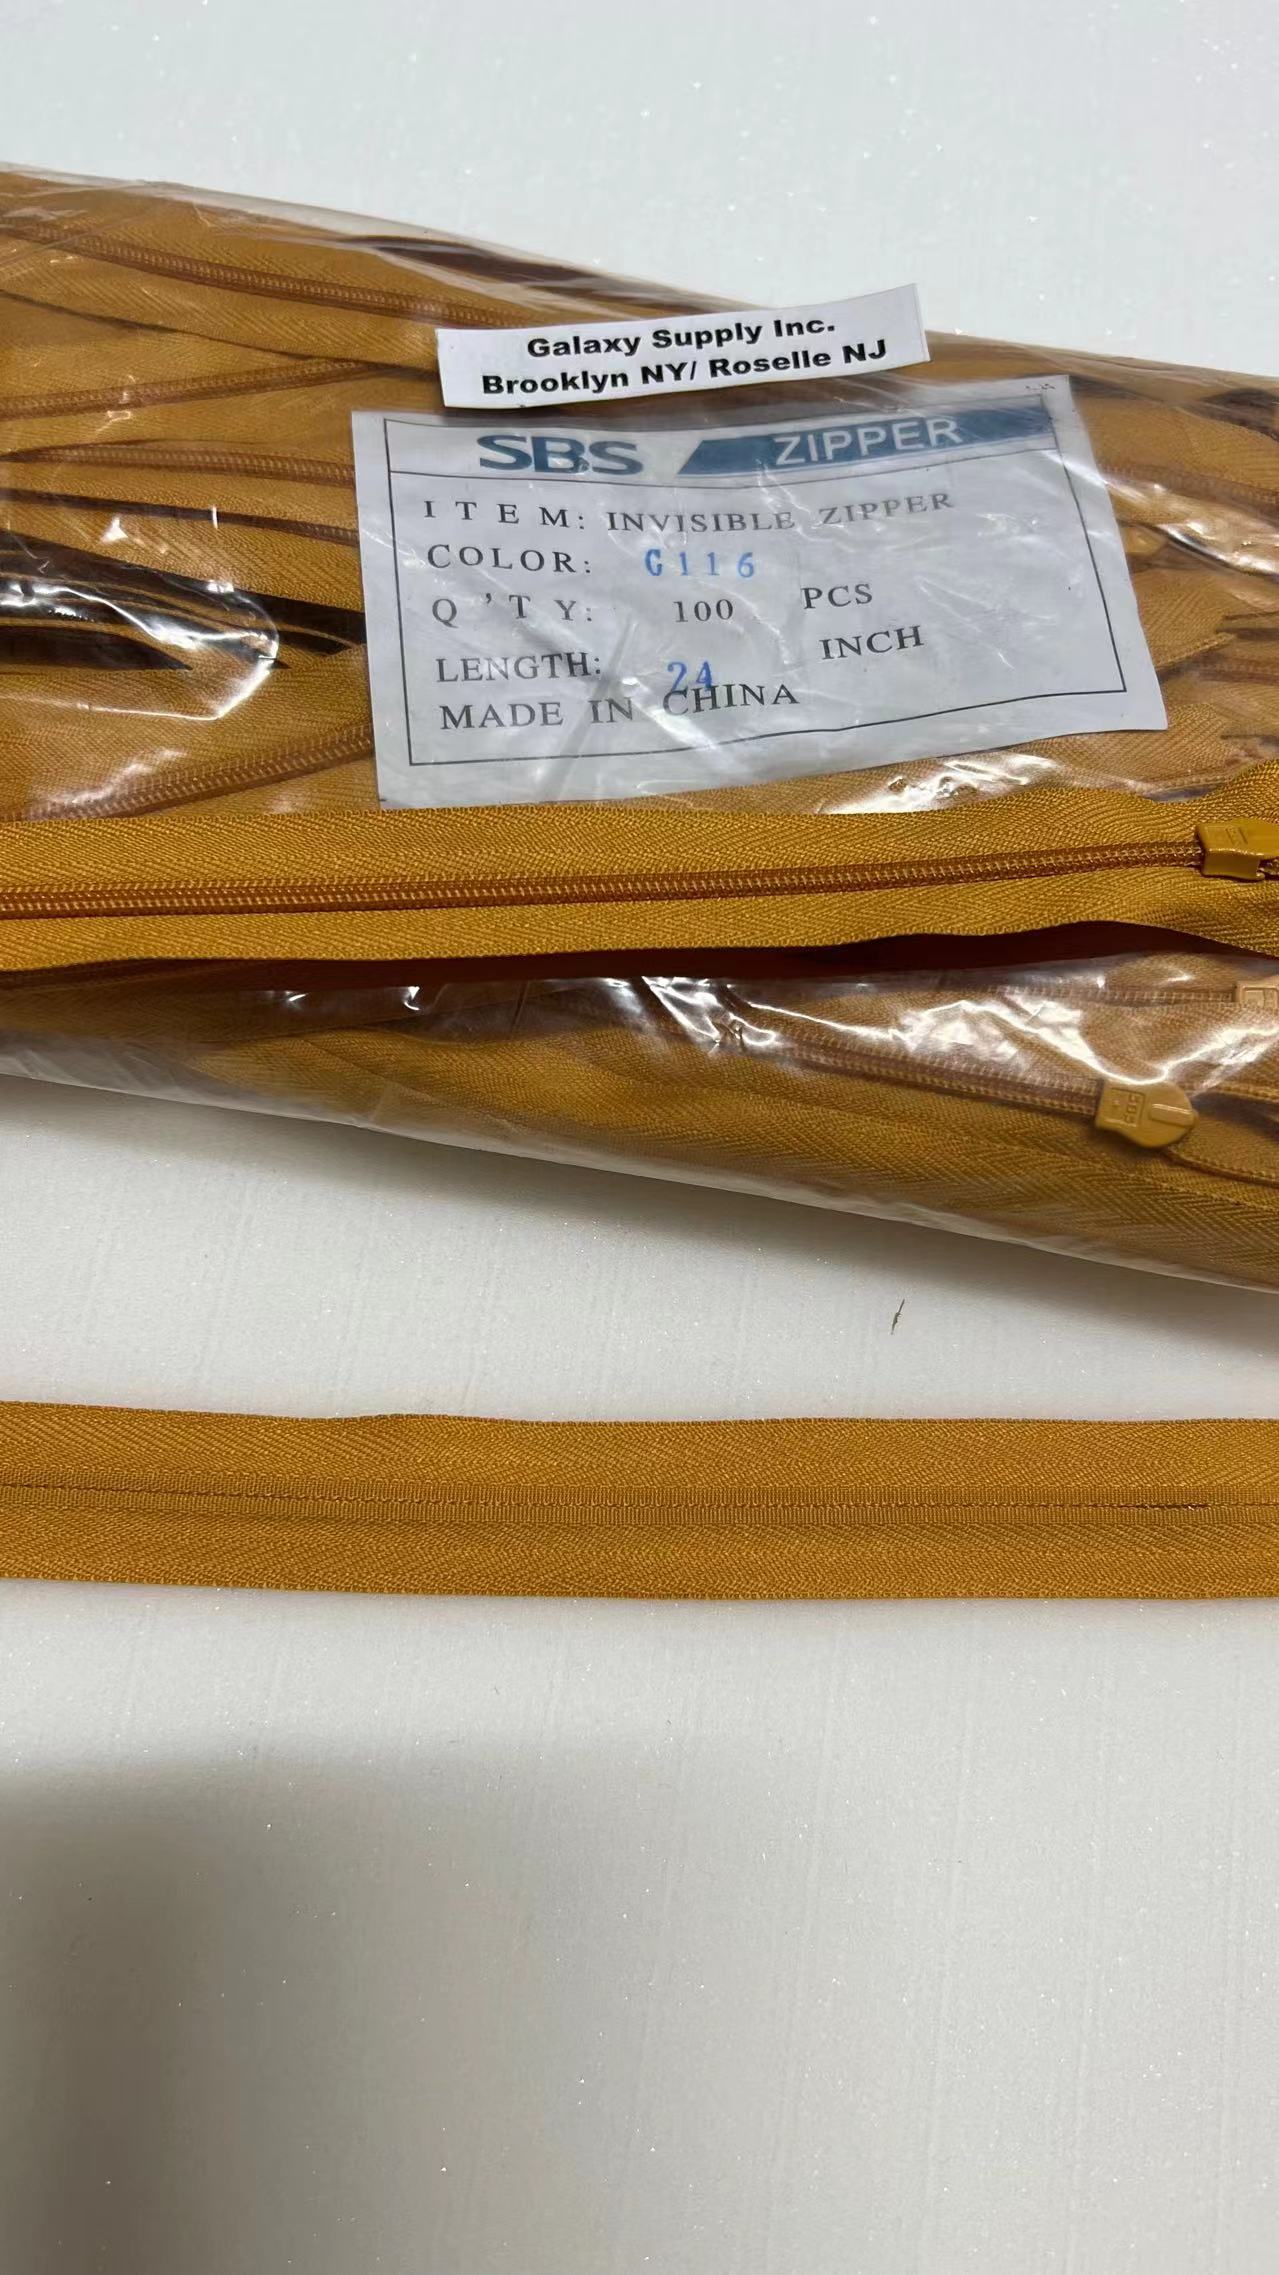 Galaxy Supply Inc.
Brooklyn NY/ Roselle NJ
SBS ZIPPER
ITEM: INVISIBLE ZIPPER
COLOR: G116
Q'TY: 100 PCS
LENGTH: 24 INCH
MADE IN CHINA
SBS